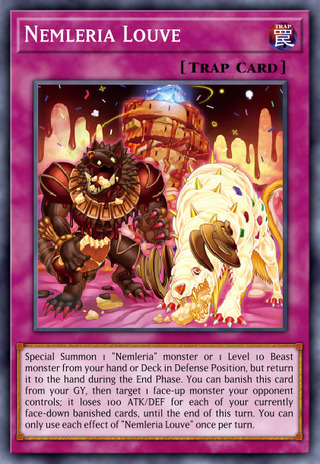 Nemleria Louve
TRAP
罠
[ Trap Card ]
Special Summon 1 "Nemleria" monster or 1 Level 10 Beast
monster from your hand or Deck in Defense Position, but return
it to the hand during the End Phase. You can banish this card
from your GY, then target 1 face-up monster your opponent
controls; it loses 100 ATK/DEF for each of your currently
face-down banished cards, until the end of this turn. You can
only use each effect of "Nemleria Louve" once per turn.